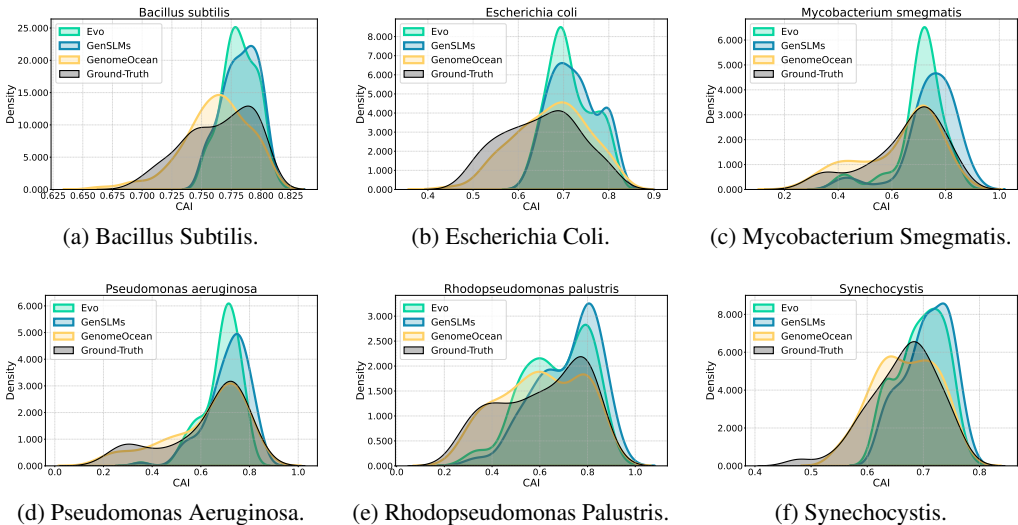 Bacillus subtilis
Evo
GenSLMs
GenomeOcean
Ground-Truth
Density
25.000
20.000
15.000
10.000
5.000
0.000
0.625 0.650 0.675 0.700 0.725 0.750 0.775 0.800 0.825
CAI
(a) Bacillus Subtilis.
Escherichia coli
Evo
GenSLMs
GenomeOcean
Ground-Truth
Density
8.000
7.000
6.000
5.000
4.000
3.000
2.000
1.000
0.000
0.4 0.5 0.6 0.7 0.8 0.9
CAI
(b) Escherichia Coli.
Mycobacterium smegmatis
Evo
GenSLMs
GenomeOcean
Ground-Truth
Density
6.000
5.000
4.000
3.000
2.000
1.000
0.000
0.2 0.4 0.6 0.8 1.0
CAI
(c) Mycobacterium Smegmatis.
Pseudomonas aeruginosa
Evo
GenSLMs
GenomeOcean
Ground-Truth
Density
6.000
5.000
4.000
3.000
2.000
1.000
0.000
0.0 0.2 0.4 0.6 0.8 1.0
CAI
(d) Pseudomonas Aeruginosa.
Rhodopseudomonas palustris
Evo
GenSLMs
GenomeOcean
Ground-Truth
Density
3.000
2.500
2.000
1.500
1.000
0.500
0.000
0.0 0.2 0.4 0.6 0.8 1.0
CAI
(e) Rhodopseudomonas Palustris.
Synechocystis
Evo
GenSLMs
GenomeOcean
Ground-Truth
Density
8.000
6.000
4.000
2.000
0.000
0.4 0.5 0.6 0.7 0.8
CAI
(f) Synechocystis.